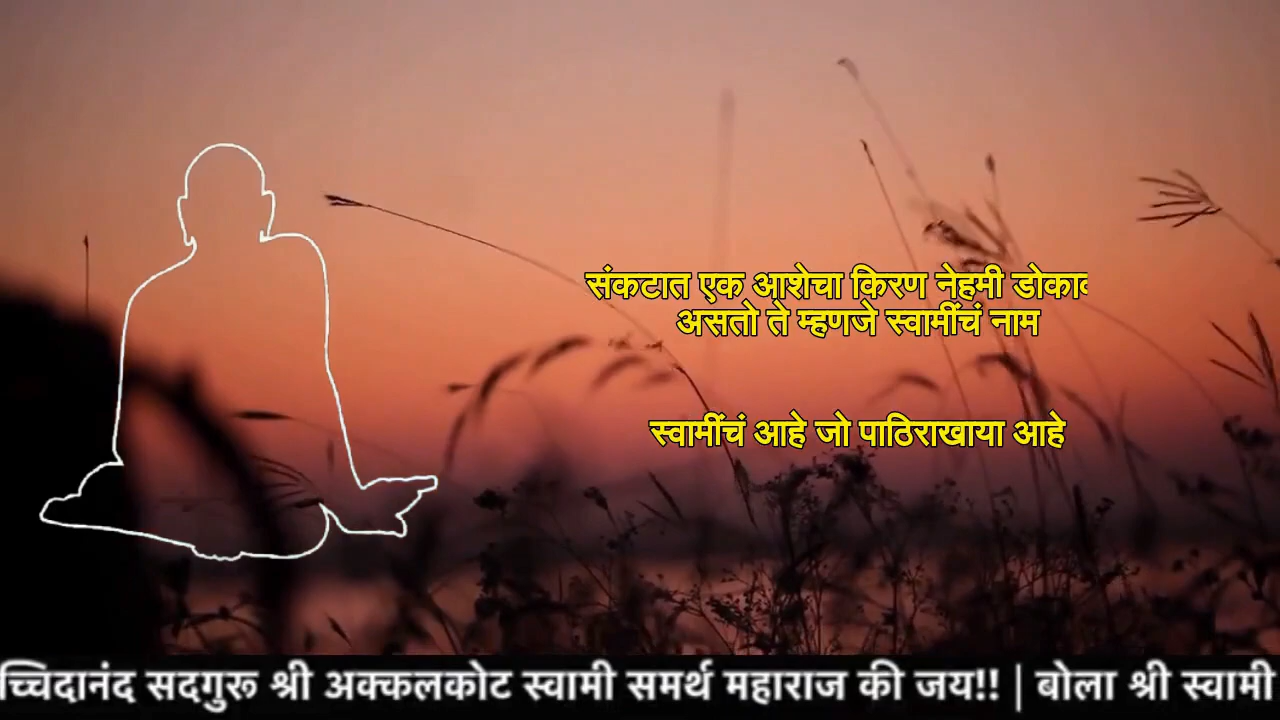 संकटात एक आशेचा किरण नेहमी
असतो ते म्हणजे स्वामींचं नाम
स्वामींचं आहे जो पाठिराखाया आहे
सदगुरू श्री अक्कलकोट स्वामी समर्थ महाराज की जय!! | बोला श्री स्वामी